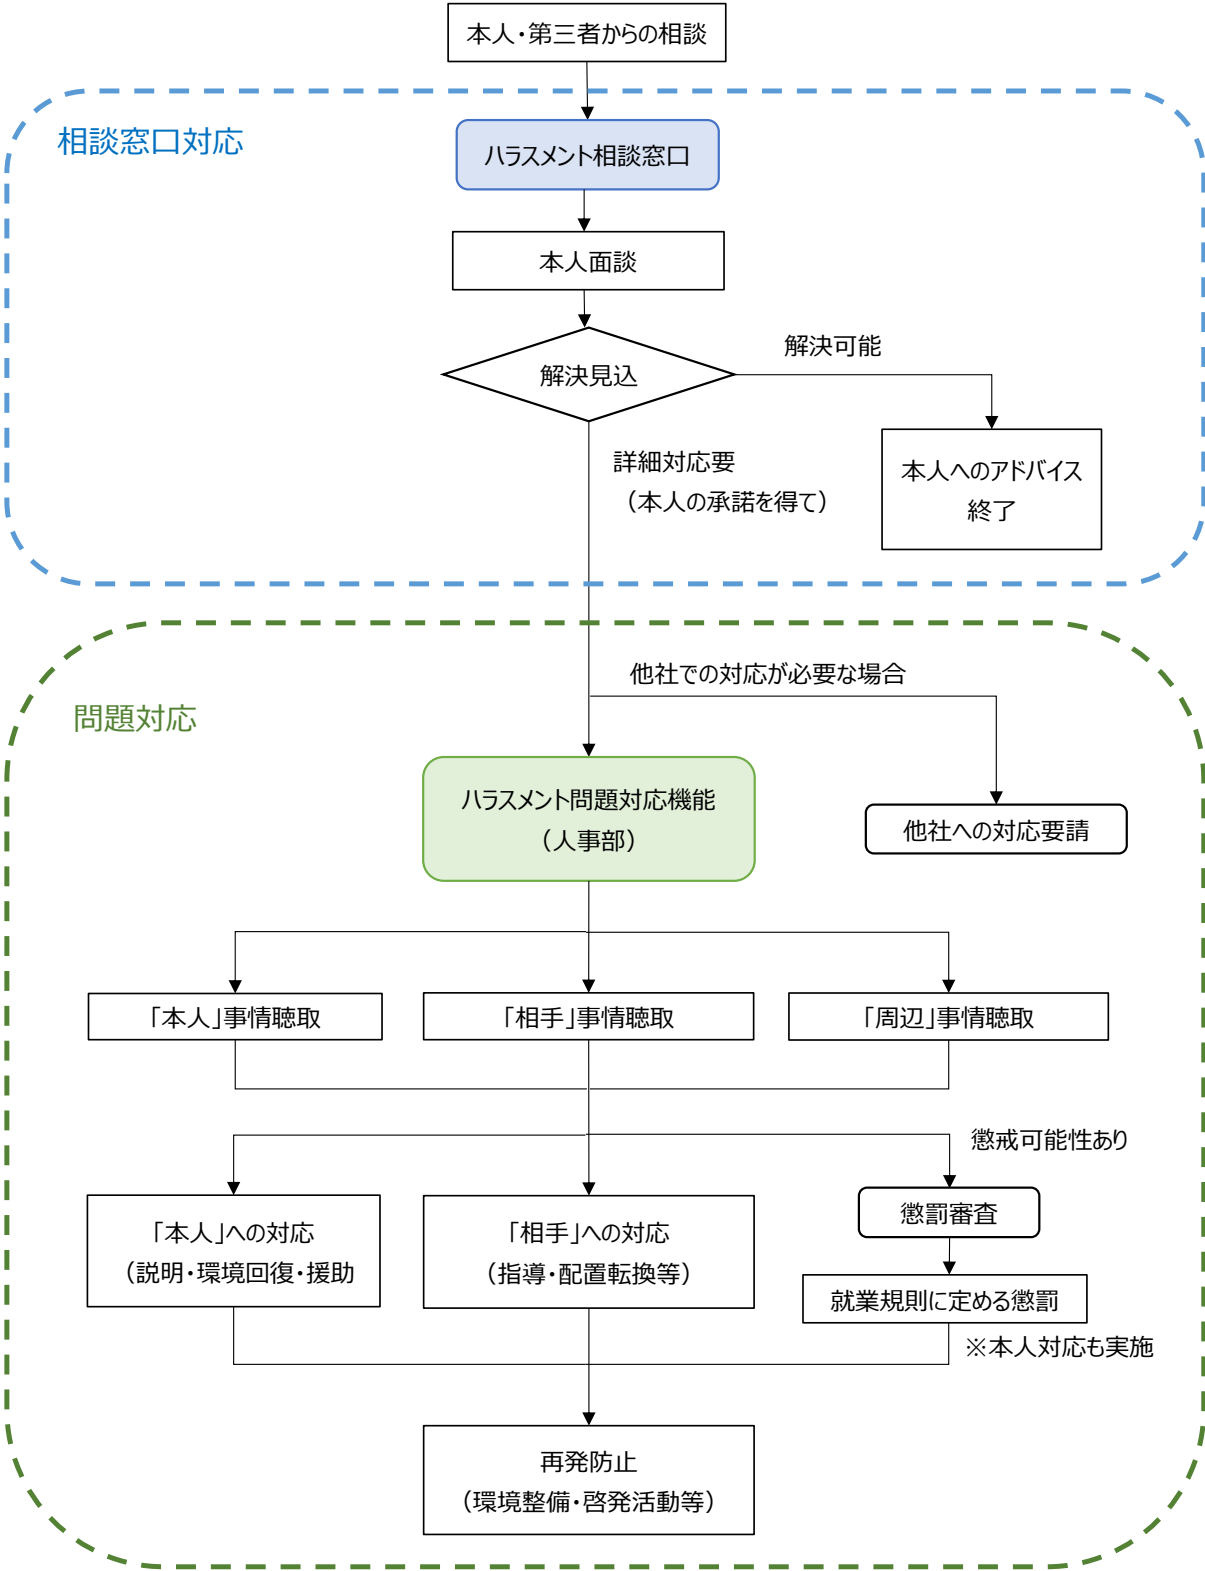 本人・第三者からの相談
相談窓口対応
ハラスメント相談窓口
本人面談
解決見込
解決可能
詳細対応要
（本人の承諾を得て）
本人へのアドバイス
終了
他社での対応が必要な場合
問題対応
ハラスメント問題対応機能
（人事部）
他社への対応要請
「本人」事情聴取
「相手」事情聴取
「周辺」事情聴取
懲戒可能性あり
「本人」への対応
（説明・環境回復・援助
「相手」への対応
（指導・配置転換等）
懲罰審査
就業規則に定める懲罰
※本人対応も実施
再発防止
（環境整備・啓発活動等）